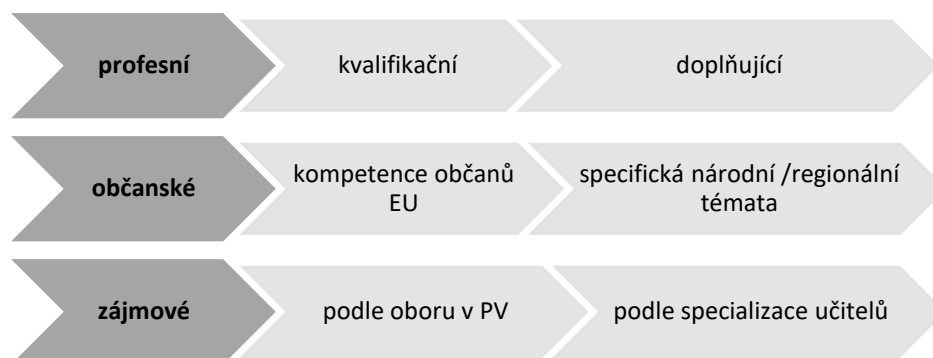 profesní
kvalifikační
doplňující
občanské
kompetence občanů
EU
specifická národní /regionální
témata
zájmové
podle oboru v PV
podle specializace učitelů